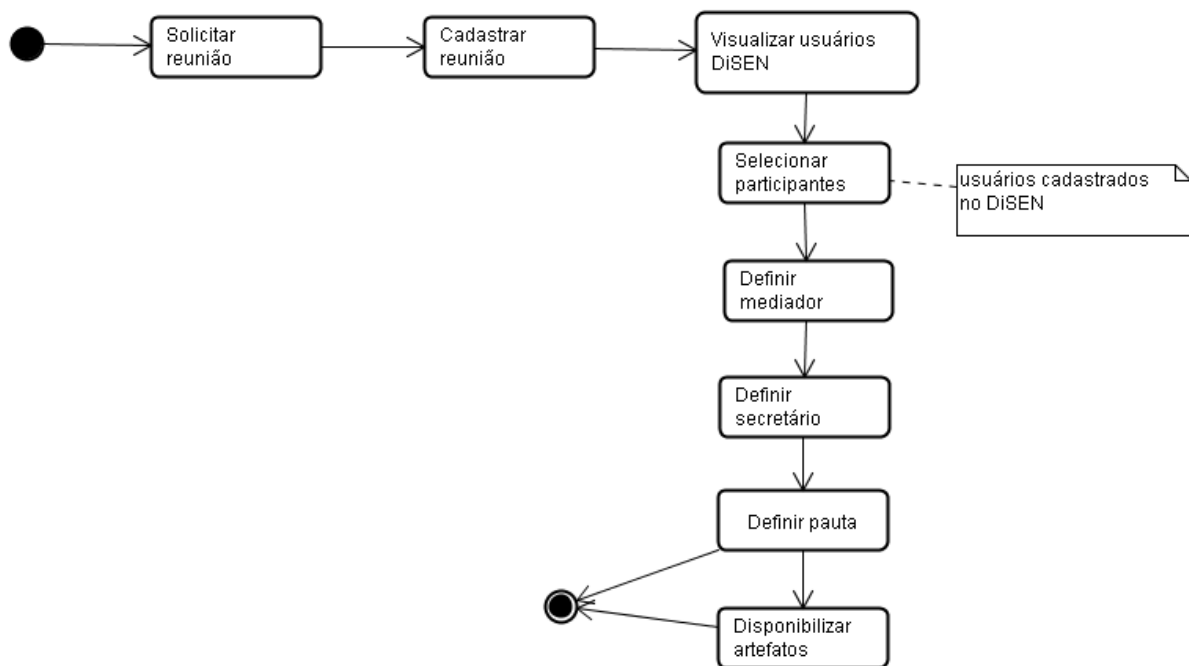 Solicitar
reunião
Cadastrar
reunião
Visualizar usuários
DiSEN
Selecionar
participantes
usuários cadastrados
no DiSEN
Definir
mediador
Definir
secretário
Definir pauta
Disponibilizar
artefatos